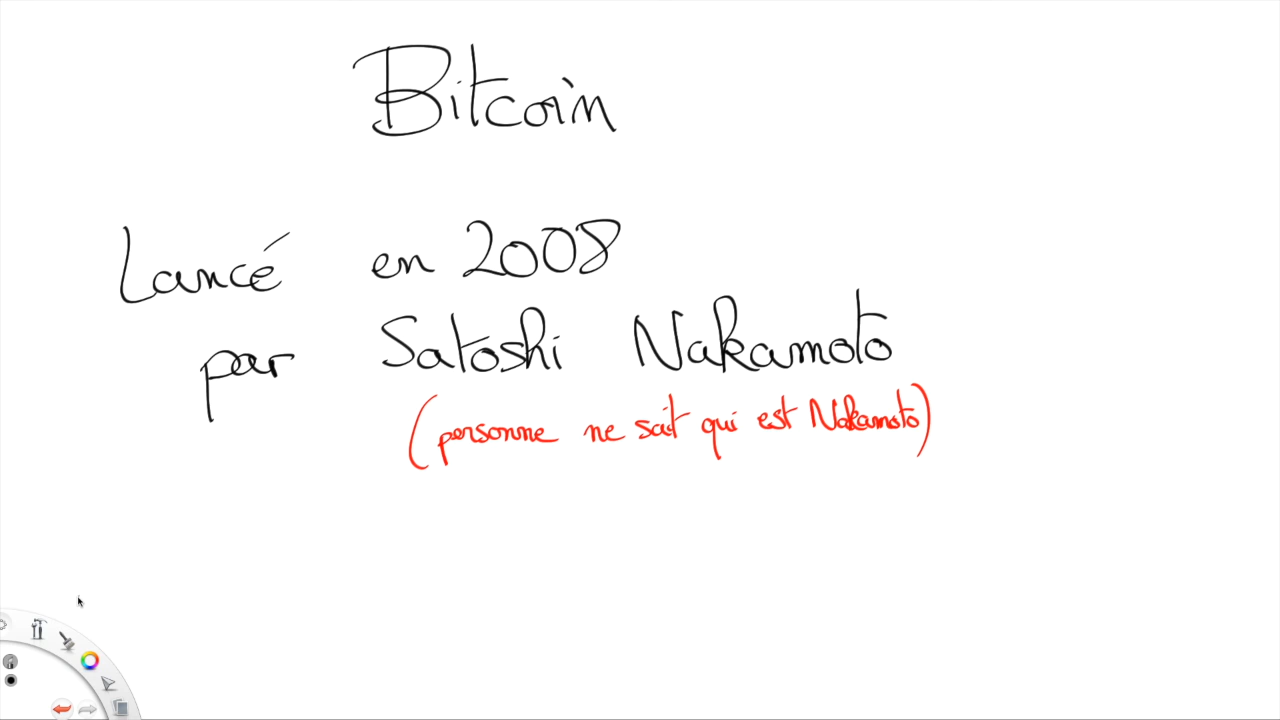 Bitcoin
Lancé en 2008
par Satoshi Nakamoto
(personne ne sait qui est Nakamoto)